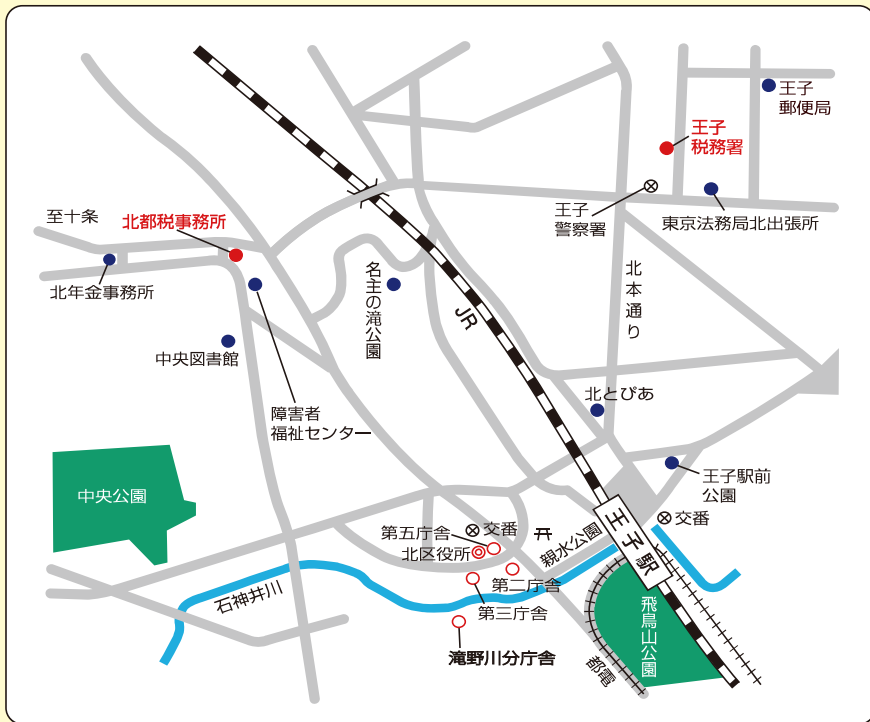 王子
郵便局
王子
税務署
王子
警察署
東京法務局北出張所
至十条
北都税事務所
北年金事務所
名主の滝公園
JR
北本通り
中央図書館
障害者
福祉センター
北とぴあ
王子駅前
公園
中央公園
交番
第五庁舎
北区役所
親水公園
王子駅
交番
第二庁舎
第三庁舎
石神井川
滝野川分庁舎
都電
飛鳥山公園